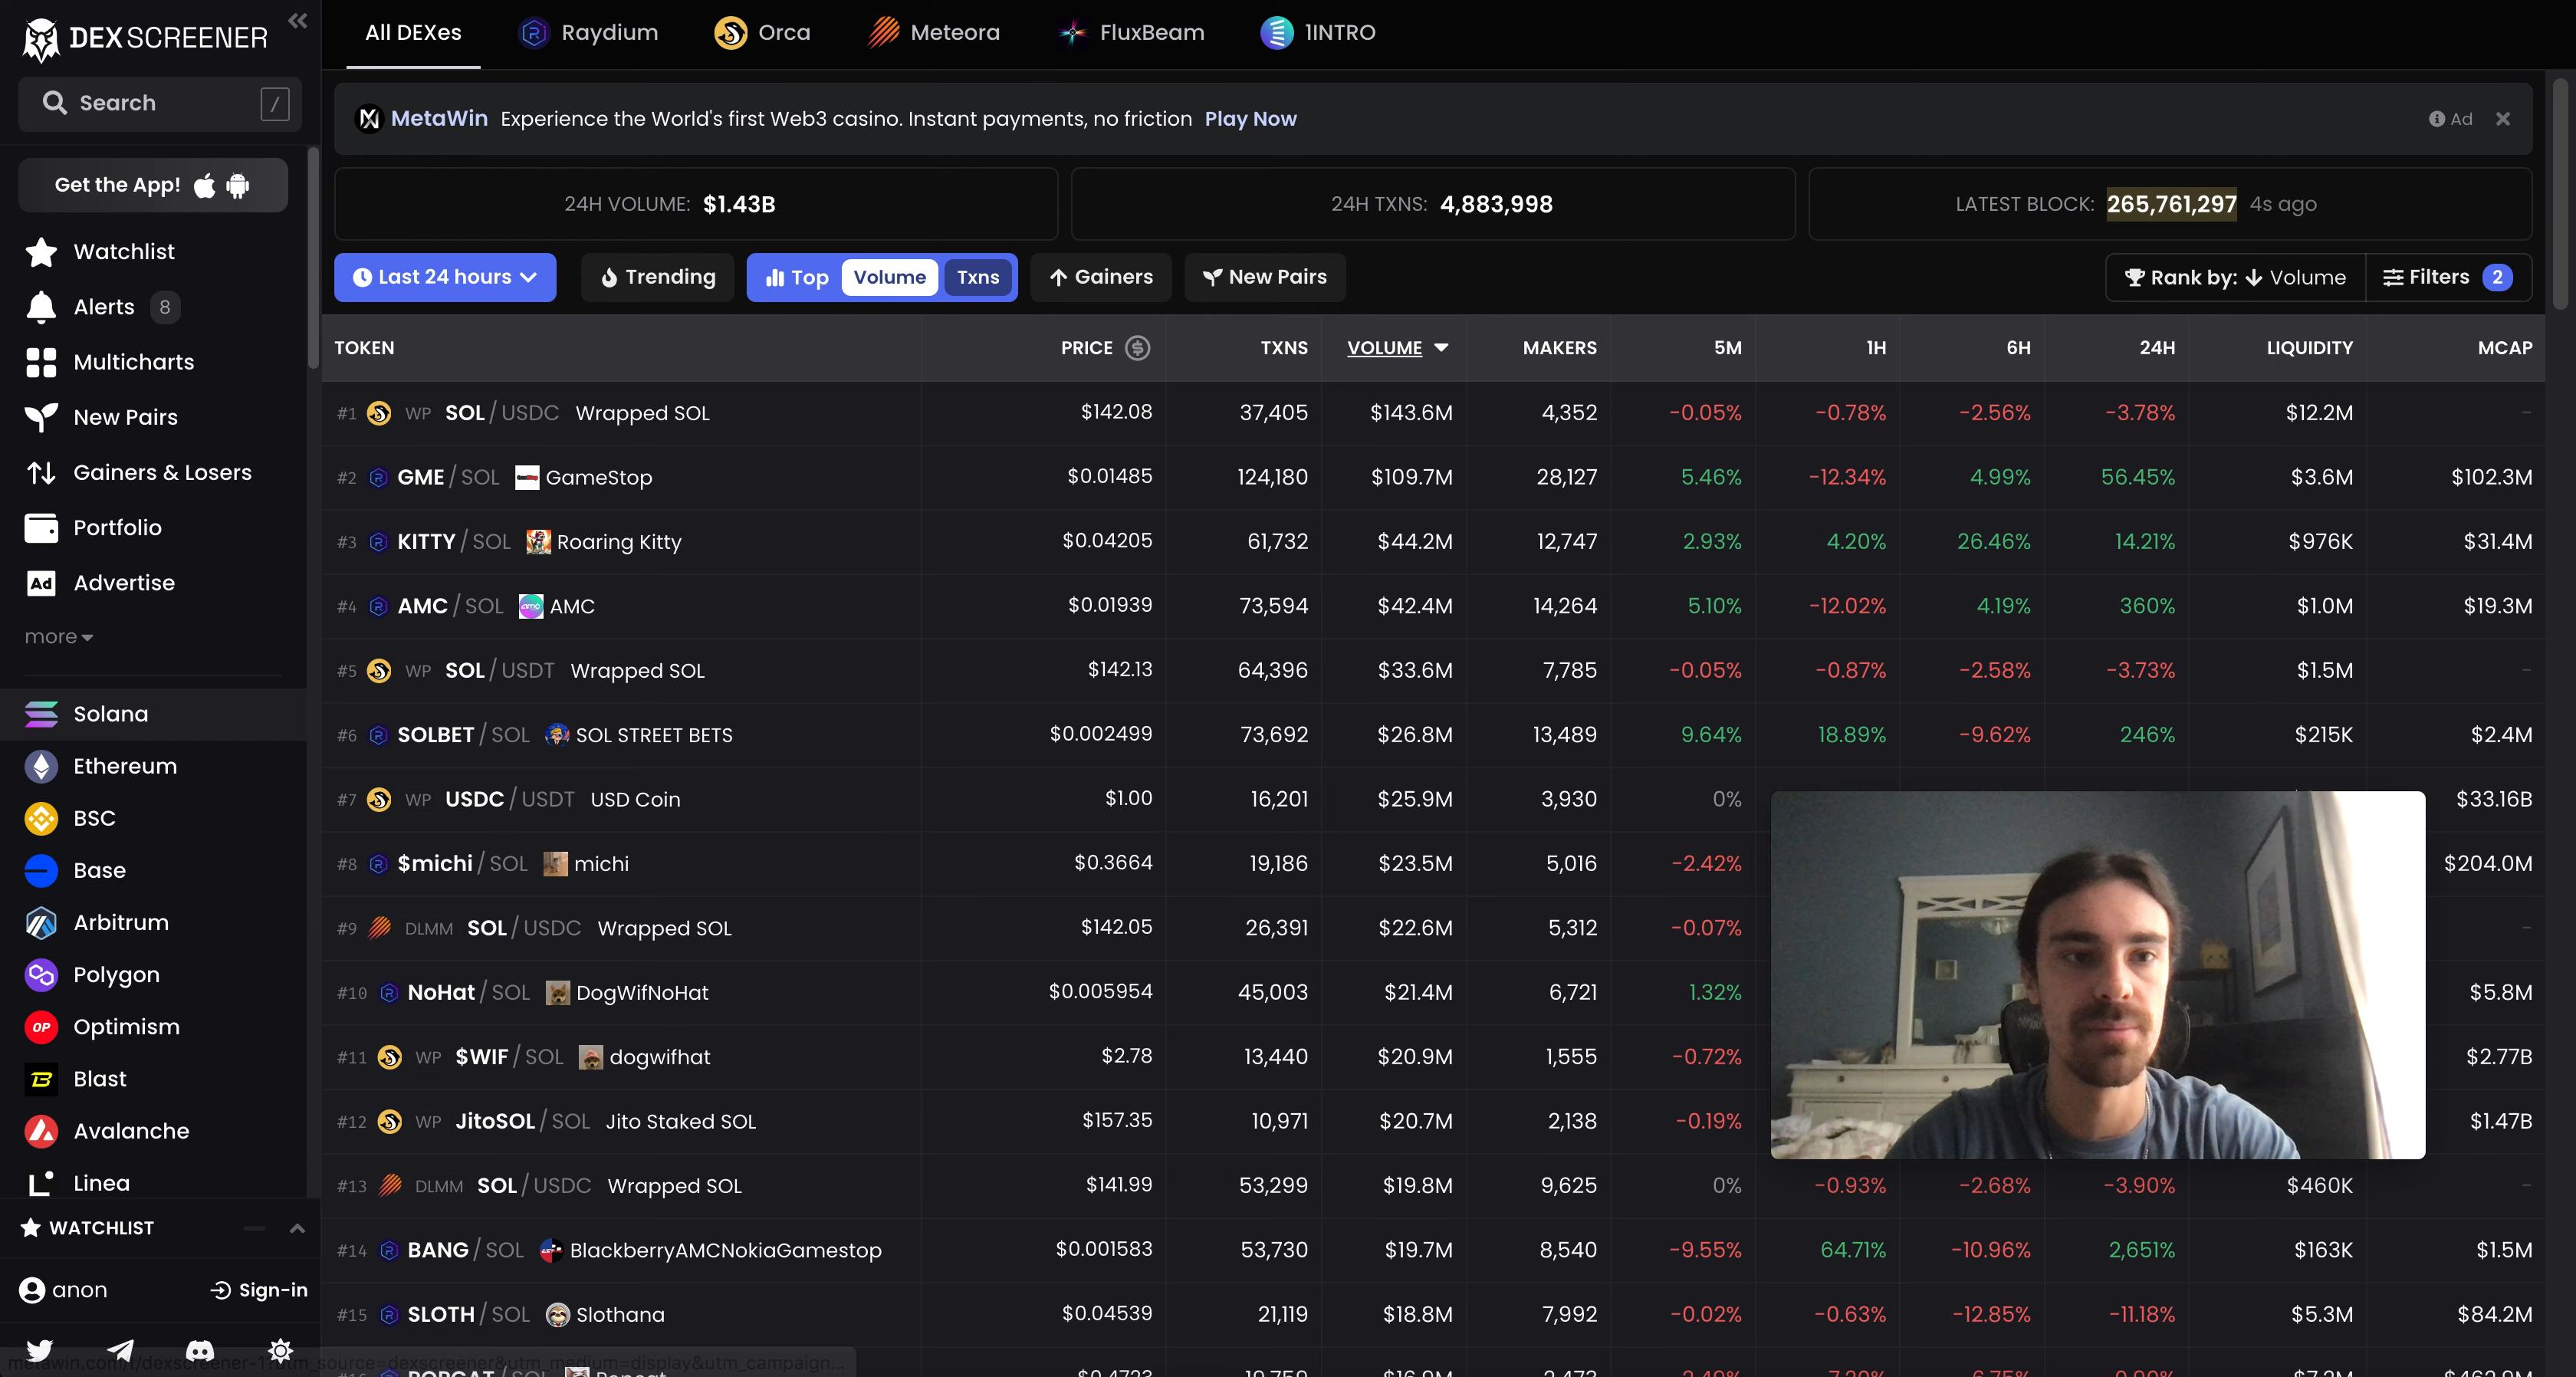 DEX SCREENER
Search /
Get the App!
Watchlist
Alerts 8
Multicharts
New Pairs
Gainers & Losers
Portfolio
Ad Advertise
more
Solana
Ethereum
BSC
Base
Arbitrum
Polygon
OP Optimism
Blast
Avalanche
Linea
WATCHLIST
anon Sign-in
metawin.com/t/dexscreener-1?utm_source=dexscreener&utm_medium=display&utm_campaign...
All DEXes Raydium Orca Meteora FluxBeam 1INTRO
MetaWin Experience the World's first Web3 casino. Instant payments, no friction Play Now Ad
24H VOLUME: $1.43B 24H TXNS: 4,883,998 LATEST BLOCK: 265,761,297 4s ago
Last 24 hours Trending Top Volume Txns Gainers New Pairs Rank by: Volume Filters 2
TOKEN PRICE TXNS VOLUME MAKERS 5M 1H 6H 24H LIQUIDITY MCAP
#1 WP SOL / USDC Wrapped SOL $142.08 37,405 $143.6M 4,352 -0.05% -0.78% -2.56% -3.78% $12.2M -
#2 GME / SOL GameStop $0.01485 124,180 $109.7M 28,127 5.46% -12.34% 4.99% 56.45% $3.6M $102.3M
#3 KITTY / SOL Roaring Kitty $0.04205 61,732 $44.2M 12,747 2.93% 4.20% 26.46% 14.21% $976K $31.4M
#4 AMC / SOL AMC $0.01939 73,594 $42.4M 14,264 5.10% -12.02% 4.19% 360% $1.0M $19.3M
#5 WP SOL / USDT Wrapped SOL $142.13 64,396 $33.6M 7,785 -0.05% -0.87% -2.58% -3.73% $1.5M -
#6 SOLBET / SOL SOL STREET BETS $0.002499 73,692 $26.8M 13,489 9.64% 18.89% -9.62% 246% $215K $2.4M
#7 WP USDC / USDT USD Coin $1.00 16,201 $25.9M 3,930 0% $33.16B
#8 $michi / SOL michi $0.3664 19,186 $23.5M 5,016 -2.42% $204.0M
#9 DLMM SOL / USDC Wrapped SOL $142.05 26,391 $22.6M 5,312 -0.07% -
#10 NoHat / SOL DogWifNoHat $0.005954 45,003 $21.4M 6,721 1.32% $5.8M
#11 WP $WIF / SOL dogwifhat $2.78 13,440 $20.9M 1,555 -0.72% $2.77B
#12 WP JitoSOL / SOL Jito Staked SOL $157.35 10,971 $20.7M 2,138 -0.19% $1.47B
#13 DLMM SOL / USDC Wrapped SOL $141.99 53,299 $19.8M 9,625 0% -0.93% -2.68% -3.90% $460K -
#14 BANG / SOL BlackberryAMCNokiaGamestop $0.001583 53,730 $19.7M 8,540 -9.55% 64.71% -10.96% 2,651% $163K $1.5M
#15 SLOTH / SOL Slothana $0.04539 21,119 $18.8M 7,992 -0.02% -0.63% -12.85% -11.18% $5.3M $84.2M